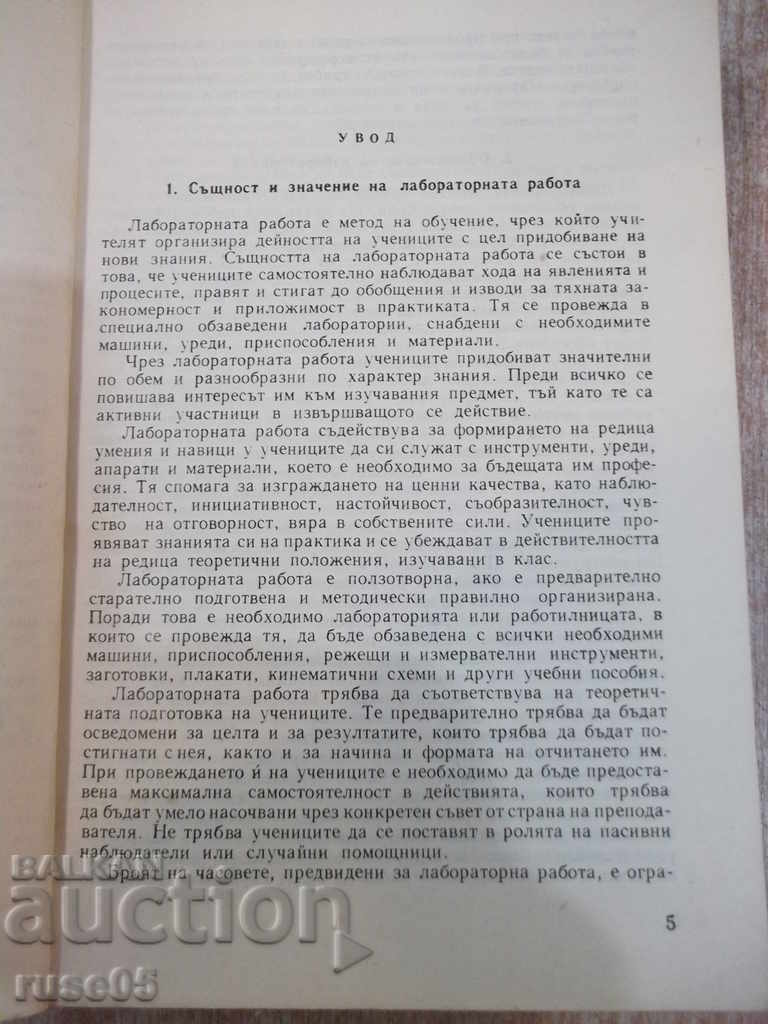 УВОД
1. Същност и значение на лабораторната работа
Лабораторната работа е метод на обучение, чрез който учи-
телят организира дейността на учениците с цел придобиване на
нови знания. Същността на лабораторната работа се състои в
това, че учениците самостоятелно наблюдават хода на явленията и
процесите, правят и стигат до обобщения и изводи за тяхната за-
кономерност и приложимост в практиката. Тя се провежда в
специално обзаведени лаборатории, снабдени с необходимите
машини, уреди, приспособления и материали.
Чрез лабораторната работа учениците придобиват значителни
по обем и разнообразни по характер знания. Преди всичко се
повишава интересът им към изучавания предмет, тъй като те са
активни участници в извършващото се действие.
Лабораторната работа съдействува за формирането на редица
умения и навици у учениците да си служат с инструменти, уреди,
апарати и материали, което е необходимо за бъдещата им профе-
сия. Тя спомага за изграждането на ценни качества, като наблю-
дателност, инициативност, настойчивост, съобразителност, чув-
ство на отговорност, вяра в собствените сили. Учениците про-
явяват знанията си на практика и се убеждават в действителността
на редица теоретични положения, изучавани в клас.
Лабораторната работа е ползотворна, ако е предварително
старателно подготвена и методически правилно организирана.
Поради това е необходимо лабораторията или работилницата, в
които се провежда тя, да бъде обзаведена с всички необходими
машини, приспособления, режещи и измервателни инструменти,
заготовки, плакати, кинематични схеми и други учебни пособия.
Лабораторната работа трябва да съответствува на теоретич-
ната подготовка на учениците. Те предварително трябва да бъдат
осведомени за целта и за резултатите, които трябва да бъдат по-
стигнати с нея, както и за начина и формата на отчитането им.
При провеждането ѝ на учениците е необходимо да бъде предоста-
вена максимална самостоятелност в действията, които трябва
да бъдат умело насочвани чрез конкретен съвет от страна на препода-
вателя. Не трябва учениците да се поставят в ролята на пасивни
наблюдатели или случайни помощници.
Броят на часовете, предвидени за лабораторна работа, е огра-
5
BALKAN
auction
ruse05